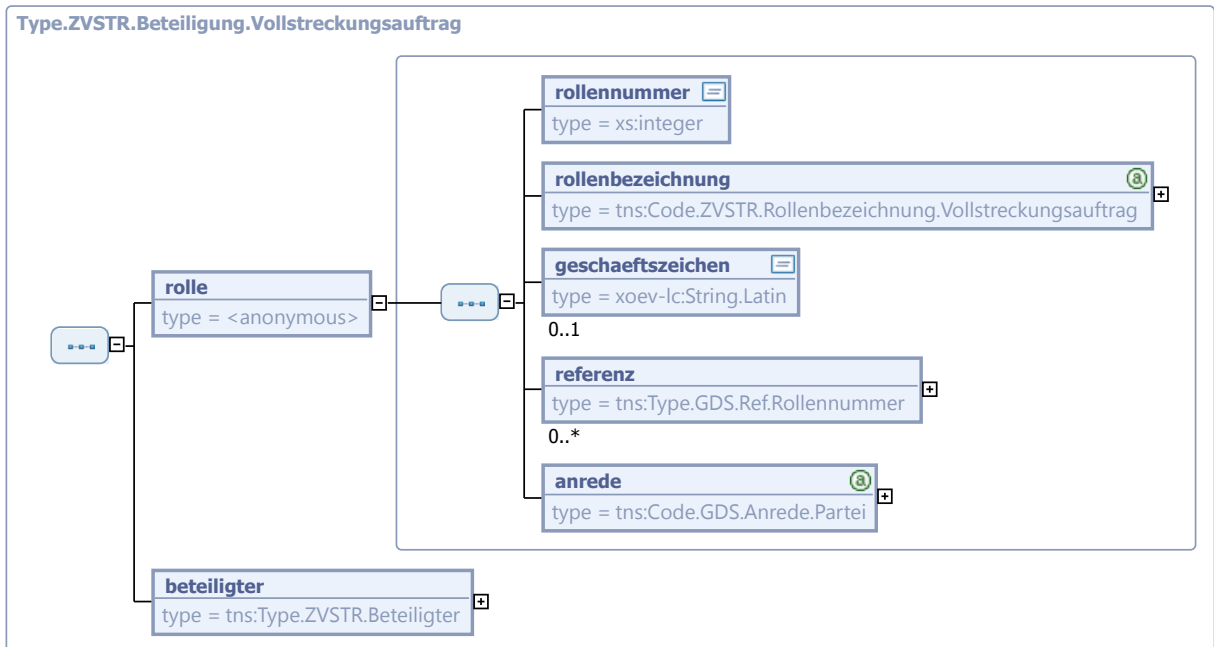 Type.ZVSTR.Beteiligung.Vollstreckungsauftrag
rollennummer
type = xs:integer
rollenbezeichnung
type = tns:Code.ZVSTR.Rollenbezeichnung.Vollstreckungsauftrag
geschaeftszeichen
type = xoev-lc:String.Latin
0..1
rolle
type = <anonymous>
referenz
type = tns:Type.GDS.Ref.Rollennummer
0..*
anrede
type = tns:Code.GDS.Anrede.Partei
beteiligter
type = tns:Type.ZVSTR.Beteiligter